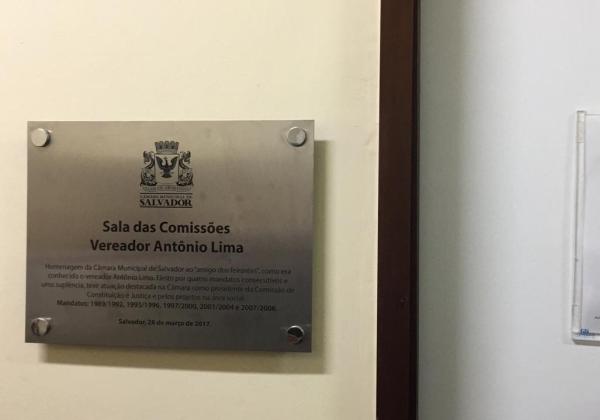 CÂMARA MUNICIPAL DE
SALVADOR
Sala das Comissões
Vereador Antônio Lima
Homenagem da Câmara Municipal de Salvador ao "amigo dos feirantes", como era
conhecido o vereador Antônio Lima. Eleito por quatro mandatos consecutivos e
uma suplência, teve atuação destacada na Câmara como presidente da Comissão de
Constituição e Justiça e pelos projetos na área social.
Mandatos: 1989/1992, 1993/1996, 1997/2000, 2001/2004 e 2007/2008.
Salvador, 28 de março de 2017.